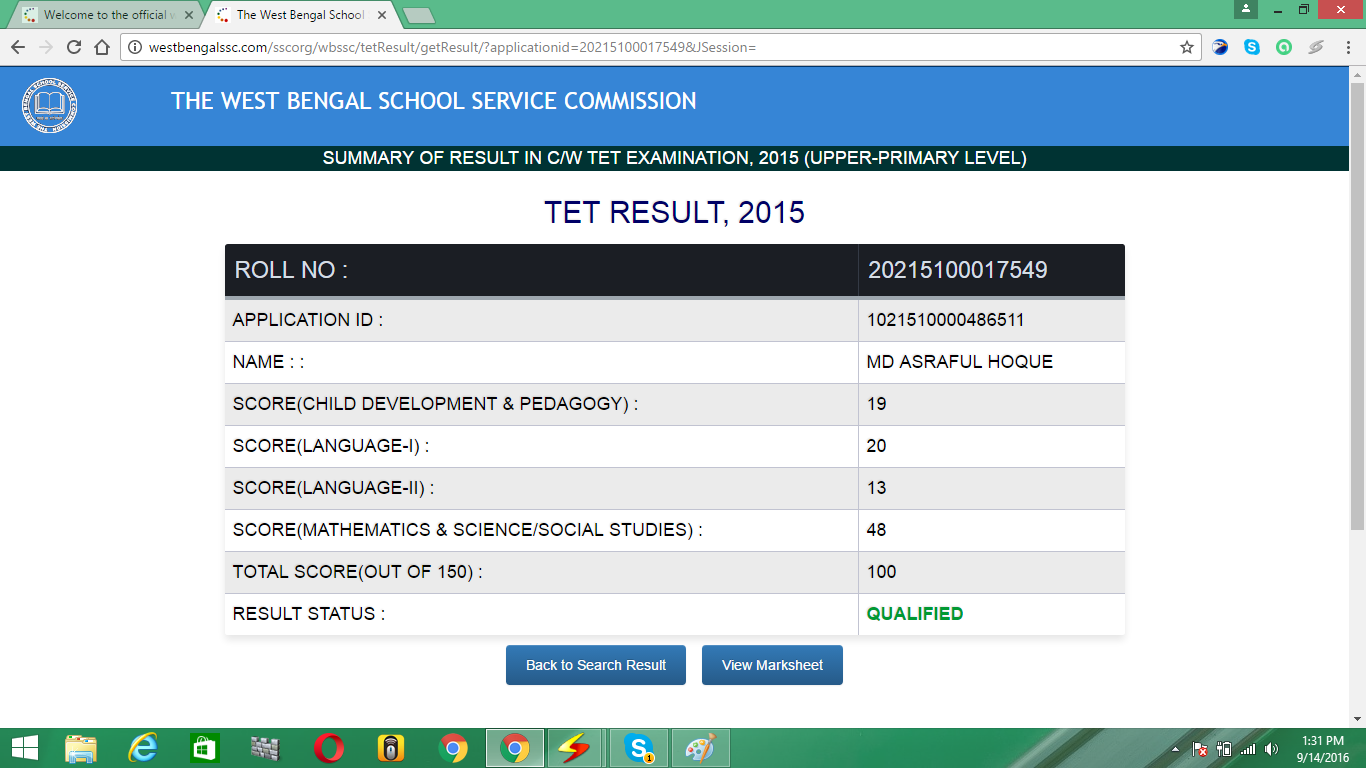 Welcome to the official w
The West Bengal School
westbengalssc.com/sscorg/wbssc/tetResult/getResult/?applicationid=20215100017549&JSession=
THE WEST BENGAL SCHOOL SERVICE COMMISSION
SUMMARY OF RESULT IN C/W TET EXAMINATION, 2015 (UPPER-PRIMARY LEVEL)
TET RESULT, 2015
ROLL NO : 20215100017549
APPLICATION ID : 1021510000486511
NAME : : MD ASRAFUL HOQUE
SCORE(CHILD DEVELOPMENT & PEDAGOGY) : 19
SCORE(LANGUAGE-I) : 20
SCORE(LANGUAGE-II) : 13
SCORE(MATHEMATICS & SCIENCE/SOCIAL STUDIES) : 48
TOTAL SCORE(OUT OF 150) : 100
RESULT STATUS : QUALIFIED
Back to Search Result View Marksheet
1
1:31 PM
9/14/2016